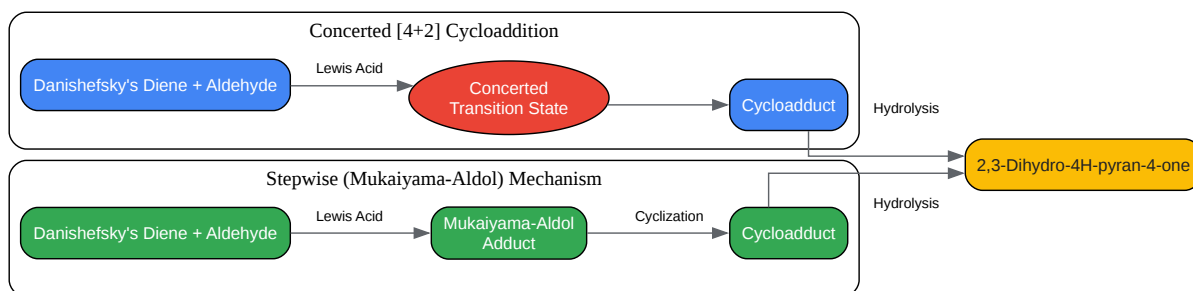 Concerted [4+2] Cycloaddition
Danishefsky's Diene + Aldehyde
Lewis Acid
Concerted
Transition State
Cycloadduct
Hydrolysis
2,3-Dihydro-4H-pyran-4-one
Stepwise (Mukaiyama-Aldol) Mechanism
Danishefsky's Diene + Aldehyde
Lewis Acid
Mukaiyama-Aldol
Adduct
Cyclization
Cycloadduct
Hydrolysis